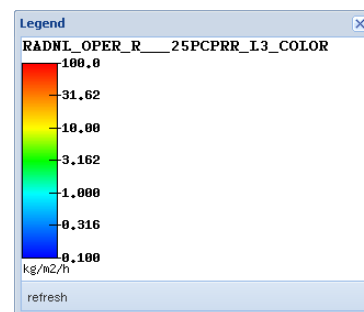 Legend
RADNL_OPER_R___25PCPRR_L3_COLOR
100.0
31.62
10.00
3.162
1.000
0.316
0.100
kg/m2/h
refresh